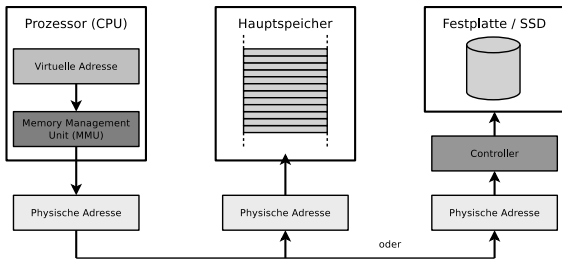 Prozessor (CPU)
Virtuelle Adresse
Memory Management
Unit (MMU)
Physische Adresse
Hauptspeicher
Physische Adresse
Festplatte / SSD
Controller
Physische Adresse
oder